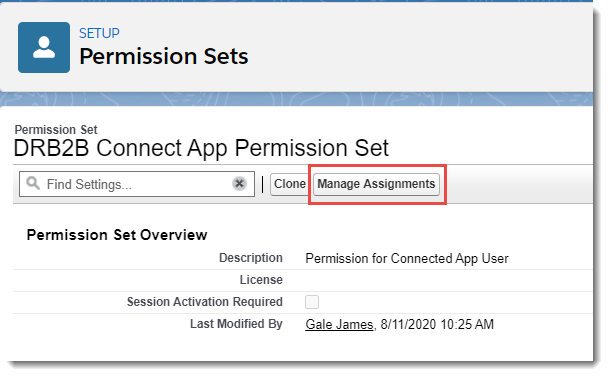 SETUP
Permission Sets
Permission Set
DRB2B Connect App Permission Set
Find Settings... Clone Manage Assignments
Permission Set Overview
Description Permission for Connected App User
License
Session Activation Required
Last Modified By Gale James, 8/11/2020 10:25 AM